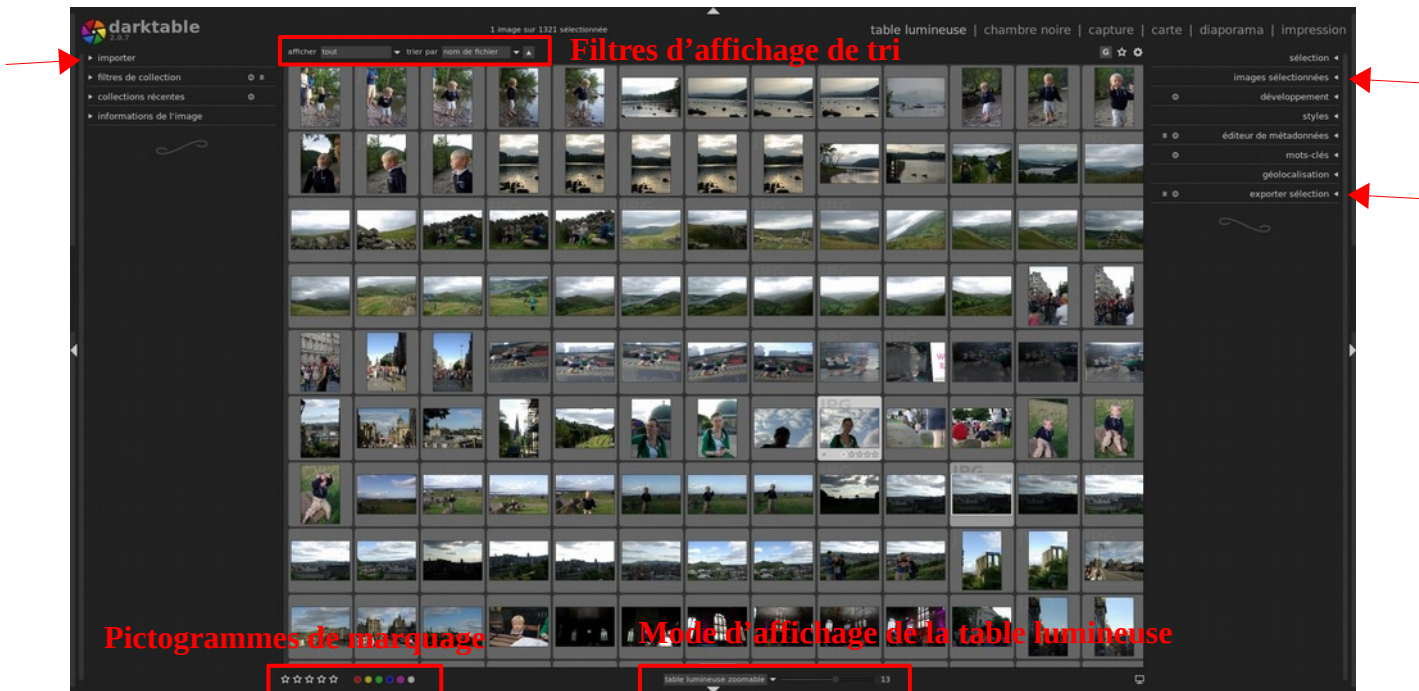 darktable
2.0.7
1 image sur 1321 sélectionnée
table lumineuse | chambre noire | capture | carte | diaporama | impression
afficher tout trier par nom de fichier
Filtres d'affichage de tri
G
importer
filtres de collection
collections récentes
informations de l'image
sélection
images sélectionnées
développement
styles
éditeur de métadonnées
mots-clés
géolocalisation
exporter sélection
JPG
JPG
Pictogrammes de marquage
Mode d'affichage de la table lumineuse
table lumineuse zoomable 13